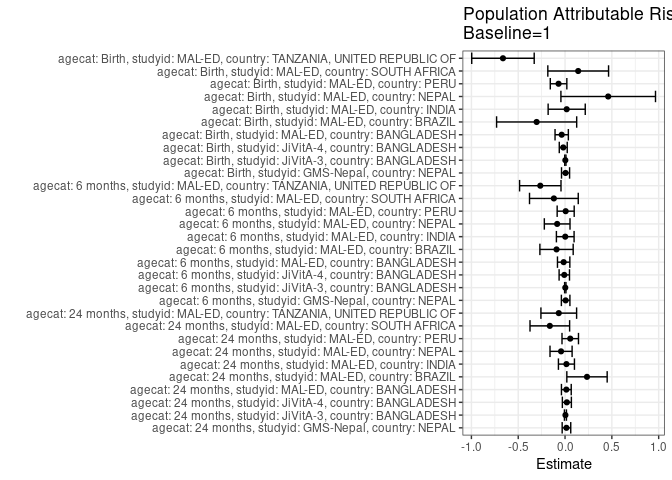 Population Attributable Ris
Baseline=1
agecat: Birth, studyid: MAL-ED, country: TANZANIA, UNITED REPUBLIC OF
agecat: Birth, studyid: MAL-ED, country: SOUTH AFRICA
agecat: Birth, studyid: MAL-ED, country: PERU
agecat: Birth, studyid: MAL-ED, country: NEPAL
agecat: Birth, studyid: MAL-ED, country: INDIA
agecat: Birth, studyid: MAL-ED, country: BRAZIL
agecat: Birth, studyid: MAL-ED, country: BANGLADESH
agecat: Birth, studyid: JiVitA-4, country: BANGLADESH
agecat: Birth, studyid: JiVitA-3, country: BANGLADESH
agecat: Birth, studyid: GMS-Nepal, country: NEPAL
agecat: 6 months, studyid: MAL-ED, country: TANZANIA, UNITED REPUBLIC OF
agecat: 6 months, studyid: MAL-ED, country: SOUTH AFRICA
agecat: 6 months, studyid: MAL-ED, country: PERU
agecat: 6 months, studyid: MAL-ED, country: NEPAL
agecat: 6 months, studyid: MAL-ED, country: INDIA
agecat: 6 months, studyid: MAL-ED, country: BRAZIL
agecat: 6 months, studyid: MAL-ED, country: BANGLADESH
agecat: 6 months, studyid: JiVitA-4, country: BANGLADESH
agecat: 6 months, studyid: JiVitA-3, country: BANGLADESH
agecat: 6 months, studyid: GMS-Nepal, country: NEPAL
agecat: 24 months, studyid: MAL-ED, country: TANZANIA, UNITED REPUBLIC OF
agecat: 24 months, studyid: MAL-ED, country: SOUTH AFRICA
agecat: 24 months, studyid: MAL-ED, country: PERU
agecat: 24 months, studyid: MAL-ED, country: NEPAL
agecat: 24 months, studyid: MAL-ED, country: INDIA
agecat: 24 months, studyid: MAL-ED, country: BRAZIL
agecat: 24 months, studyid: MAL-ED, country: BANGLADESH
agecat: 24 months, studyid: JiVitA-4, country: BANGLADESH
agecat: 24 months, studyid: JiVitA-3, country: BANGLADESH
agecat: 24 months, studyid: GMS-Nepal, country: NEPAL
-1.0 -0.5 0.0 0.5 1.0
Estimate